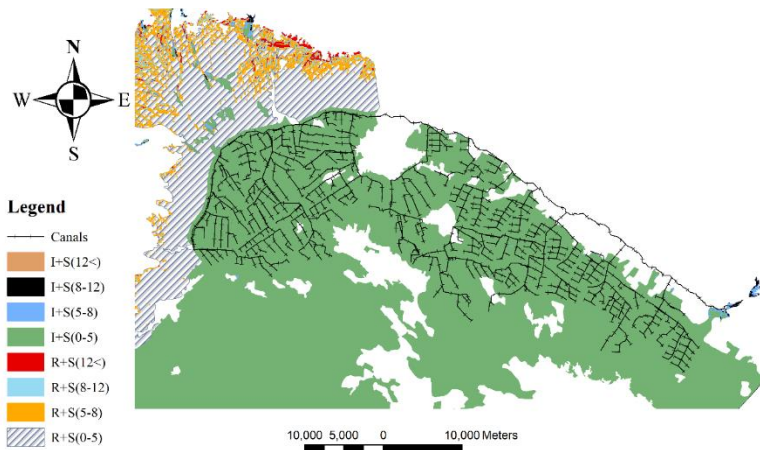 N
W E
S
Legend
Canals
I+S(12<)
I+S(8-12)
I+S(5-8)
I+S(0-5)
R+S(12<)
R+S(8-12)
R+S(5-8)
R+S(0-5)
10,000 5,000 0 10,000 Meters